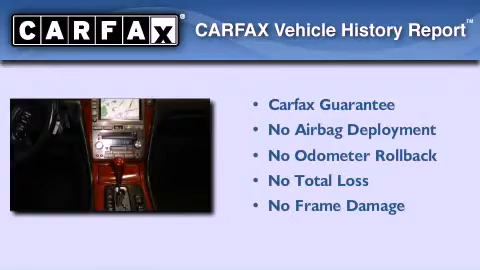 CARFAX® CARFAX Vehicle History Report™
• Carfax Guarantee
• No Airbag Deployment
• No Odometer Rollback
• No Total Loss
• No Frame Damage